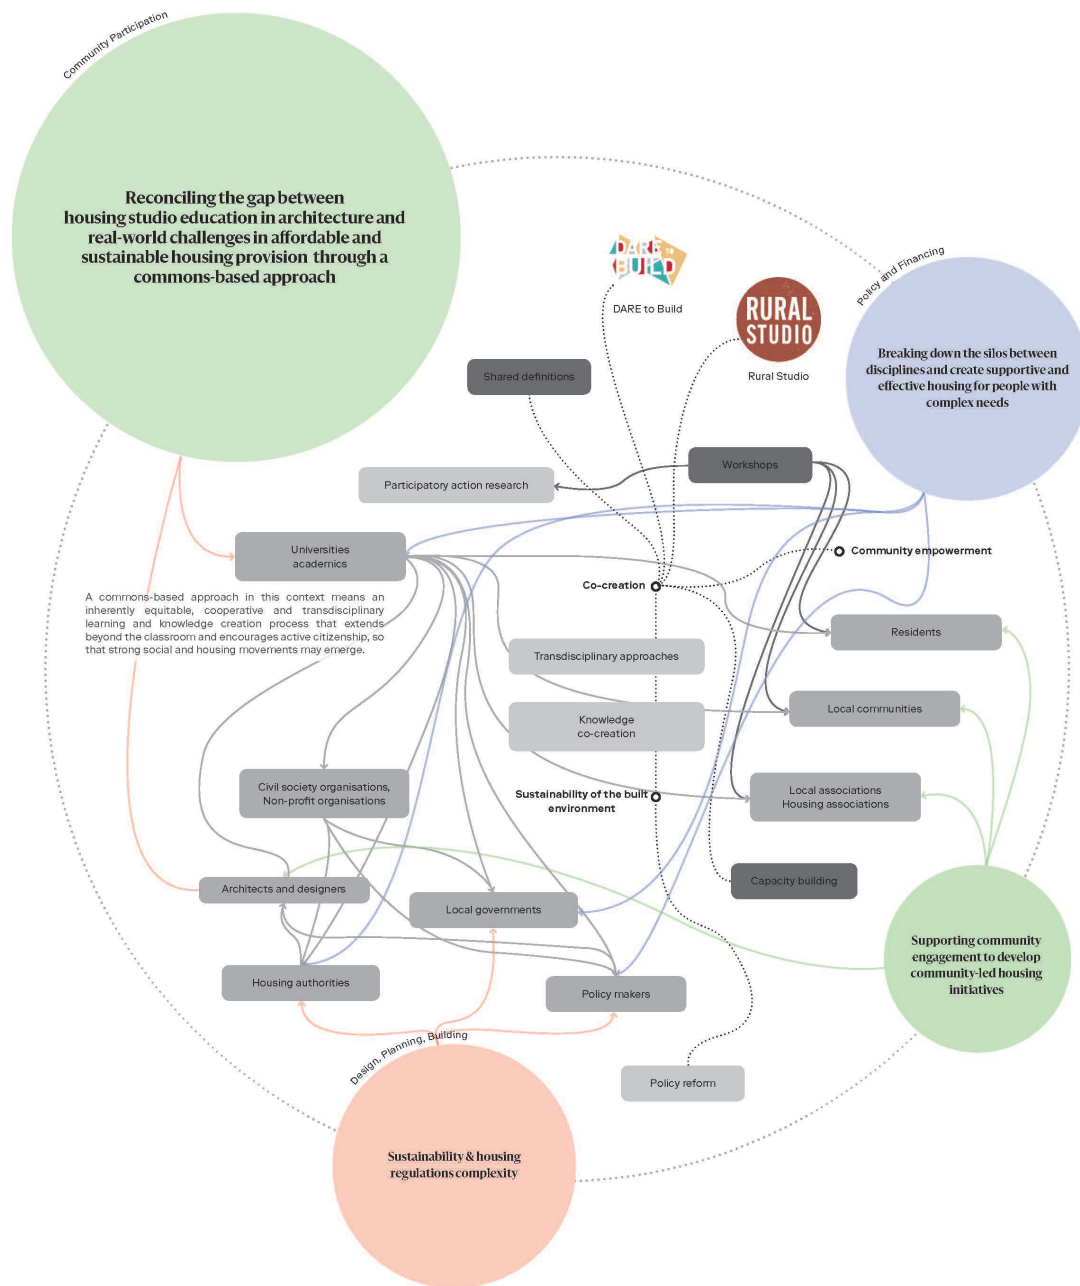 Community Participation
Reconciling the gap between
housing studio education in architecture and
real-world challenges in affordable and
sustainable housing provision through a
commons-based approach
DARE TO
BUILD
DARE to Build
RURAL
STUDIO
Rural Studio
Policy and Financing
Breaking down the silos between
disciplines and create supportive and
effective housing for people with
complex needs
Shared definitions
Workshops
Participatory action research
Universities
academics
Community empowerment
Co-creation
A commons-based approach in this context means an
inherently equitable, cooperative and transdisciplinary
learning and knowledge creation process that extends
beyond the classroom and encourages active citizenship, so
that strong social and housing movements may emerge.
Residents
Transdisciplinary approaches
Local communities
Knowledge
co-creation
Civil society organisations,
Non-profit organisations
Sustainability of the built
environment
Local associations
Housing associations
Architects and designers
Capacity building
Local governments
Supporting community
engagement to develop
community-led housing
initiatives
Housing authorities
Policy makers
Design, Planning, Building
Policy reform
Sustainability & housing
regulations complexity